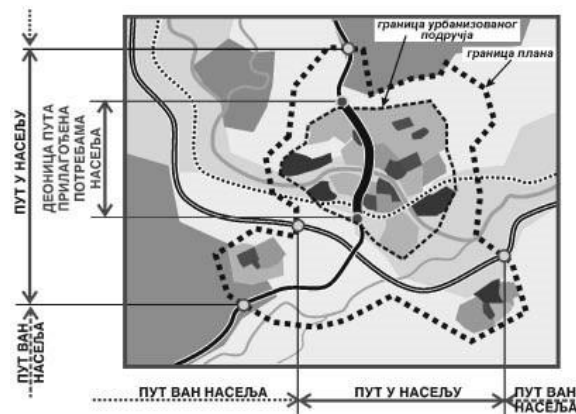 граница урбанизованог
подручја
граница плана
ПУТ У НАСЕЉУ
ДЕОНИЦА ПУТА
ПРИЛАГОЂЕНА
ПОТРЕБАМА
НАСЕЉА
ПУТ ВАН
НАСЕЉА
ПУТ ВАН НАСЕЉА
ПУТ У НАСЕЉУ
ПУТ ВАН
НАСЕЉА